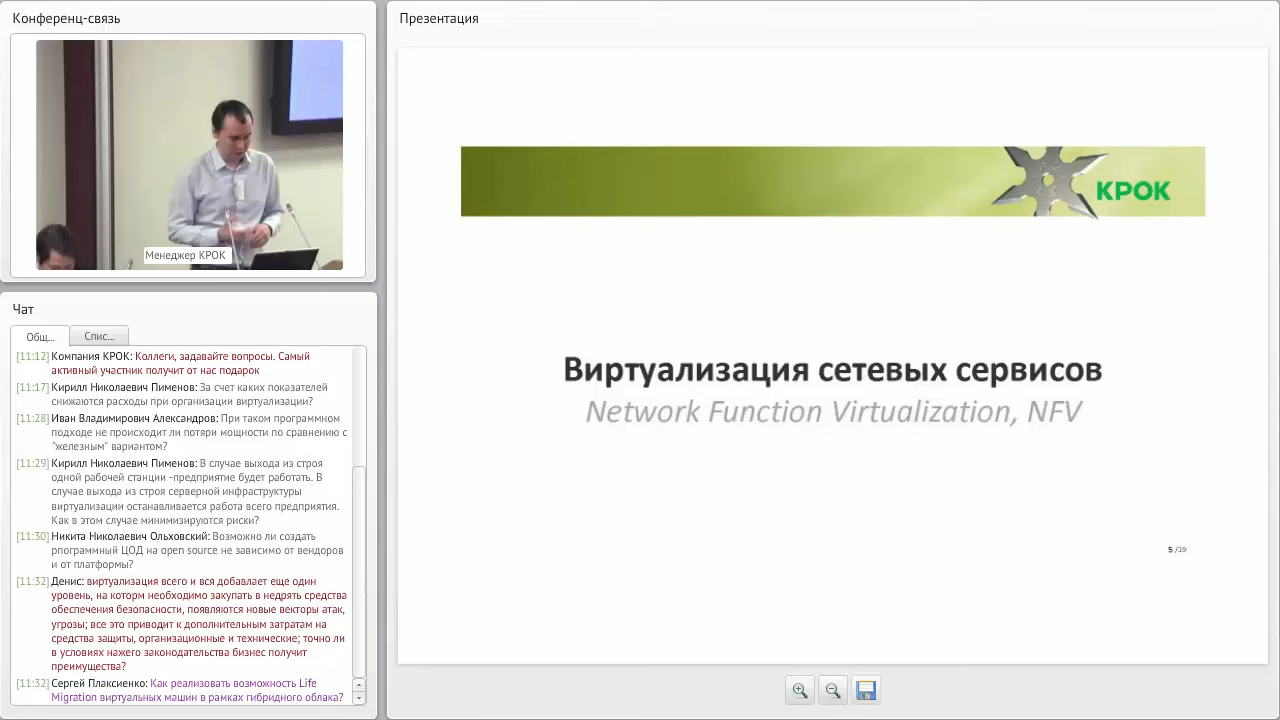 Конференц-связь
Менеджер КРОК
Чат
Общ...
Спис...
[11:12] Компания КРОК: Коллеги, задавайте вопросы. Самый
активный участник получит от нас подарок
[11:17] Кирилл Николаевич Пименов: За счет каких показателей
снижаются расходы при организации виртуализации?
[11:28] Иван Владимирович Александров: При таком программном
подходе не происходит ли потяри мощности по сравнению с
"железным" вариантом?
[11:29] Кирилл Николаевич Пименов: В случае выхода из строя
одной рабочей станции -предприятие будет работать. В
случае выхода из строя серверной инфраструктуры
виртуализации останавливается работа всего предприятия.
Как в этом случае минимизируются риски?
[11:30] Никита Николаевич Ольховский: Возможно ли создать
рпограммный ЦОД на open source не зависимо от вендоров
и от платформы?
[11:32] Денис: виртуализация всего и вся добавлает еще один
уровень, на которм необходимо закупать в недрять средства
обеспечения безопасности, появляются новые векторы атак,
угрозы; все это приводит к дополнительным затратам на
средства защиты, организационные и технические; точно ли
в условиях нажего законодательства бизнес получит
преимущества?
[11:32] Сергей Плаксиенко: Как реализовать возможность Life
Migration виртуальных машин в рамках гибридного облака?
Презентация
КРОК
Виртуализация сетевых сервисов
Network Function Virtualization, NFV
5 /19